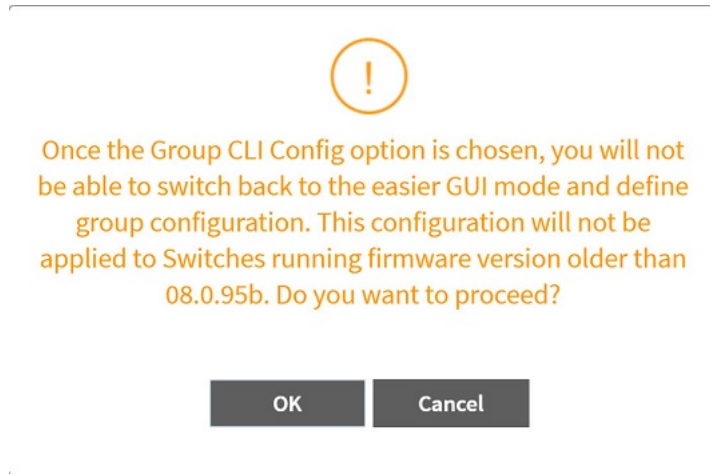 !
Once the Group CLI Config option is chosen, you will not
be able to switch back to the easier GUI mode and define
group configuration. This configuration will not be
applied to Switches running firmware version older than
08.0.95b. Do you want to proceed?
OK
Cancel